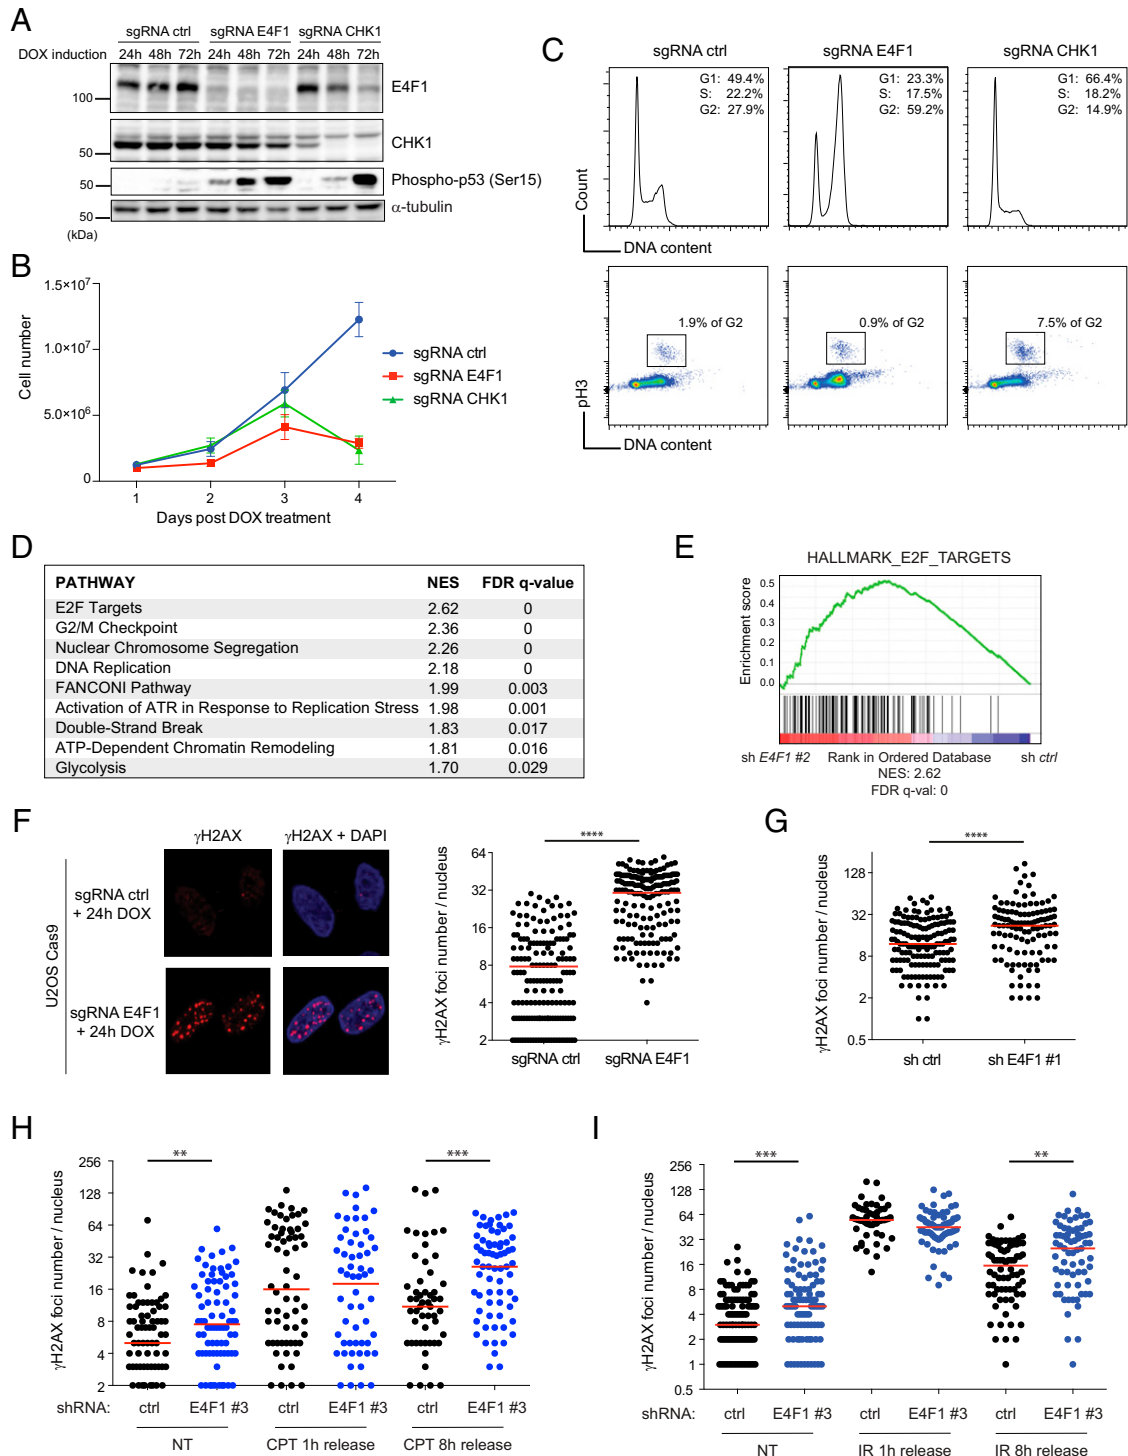 A
sgRNA ctrl sgRNA E4F1 sgRNA CHK1
DOX induction 24h 48h 72h 24h 48h 72h 24h 48h 72h
100
E4F1
50
CHK1
50
Phospho-p53 (Ser15)
50
α-tubulin
(kDa)
B
Cell number
1.5×10⁷
1.0×10⁷
5.0×10⁶
0
1 2 3 4
Days post DOX treatment
sgRNA ctrl
sgRNA E4F1
sgRNA CHK1
C
sgRNA ctrl sgRNA E4F1 sgRNA CHK1
G1: 49.4%
S: 22.2%
G2: 27.9%
G1: 23.3%
S: 17.5%
G2: 59.2%
G1: 66.4%
S: 18.2%
G2: 14.9%
Count
DNA content
1.9% of G2
0.9% of G2
7.5% of G2
pH3
DNA content
D
PATHWAY NES FDR q-value
E2F Targets 2.62 0
G2/M Checkpoint 2.36 0
Nuclear Chromosome Segregation 2.26 0
DNA Replication 2.18 0
FANCONI Pathway 1.99 0.003
Activation of ATR in Response to Replication Stress 1.98 0.001
Double-Strand Break 1.83 0.017
ATP-Dependent Chromatin Remodeling 1.81 0.016
Glycolysis 1.70 0.029
E
HALLMARK_E2F_TARGETS
Enrichment score
0.5
0.4
0.3
0.2
0.1
0.0
sh E4F1 #2 Rank in Ordered Database sh ctrl
NES: 2.62
FDR q-val: 0
F
γH2AX γH2AX + DAPI
U2OS Cas9
sgRNA ctrl
+ 24h DOX
sgRNA E4F1
+ 24h DOX
γH2AX foci number / nucleus
64
32
16
8
4
2
****
sgRNA ctrl sgRNA E4F1
G
γH2AX foci number / nucleus
128
32
8
2
0.5
****
sh ctrl sh E4F1 #1
H
γH2AX foci number / nucleus
256
128
64
32
16
8
4
2
** ***
shRNA: ctrl E4F1 #3 ctrl E4F1 #3 ctrl E4F1 #3
NT CPT 1h release CPT 8h release
I
γH2AX foci number / nucleus
256
128
64
32
16
8
4
2
1
0.5
*** **
shRNA: ctrl E4F1 #3 ctrl E4F1 #3 ctrl E4F1 #3
NT IR 1h release IR 8h release